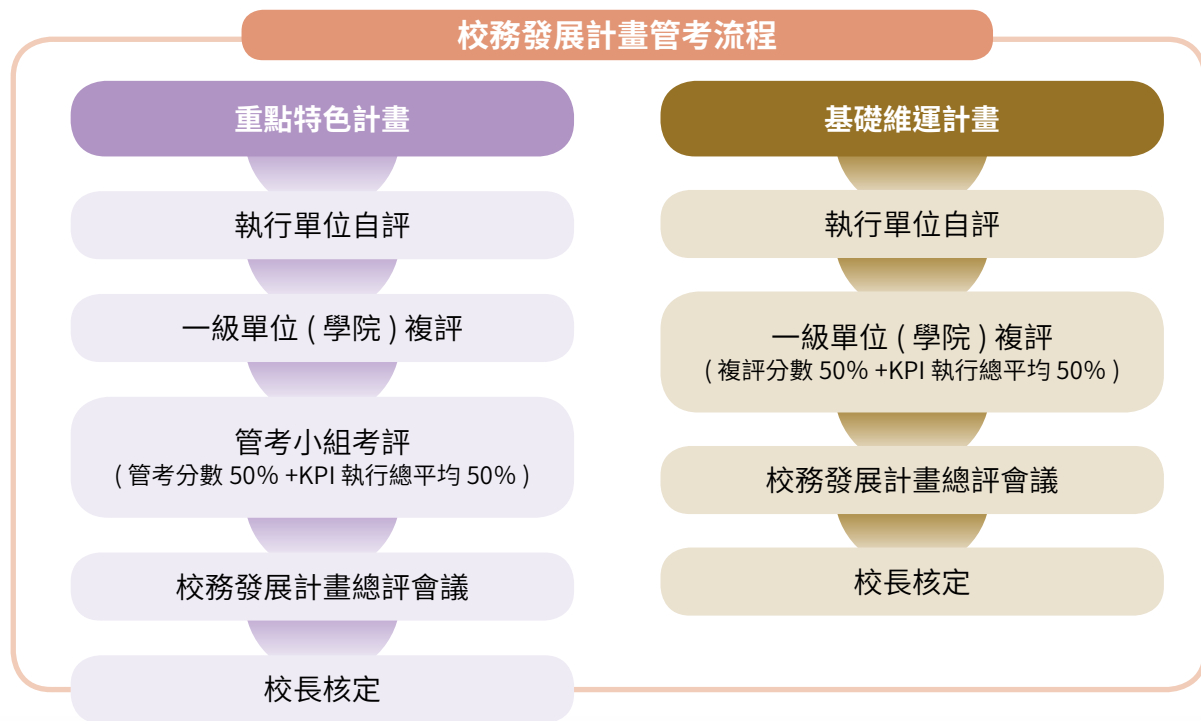 校務發展計畫管考流程
重點特色計畫
執行單位自評
一級單位 ( 學院 ) 複評
管考小組考評
( 管考分數 50% +KPI 執行總平均 50% )
校務發展計畫總評會議
校長核定
基礎維運計畫
執行單位自評
一級單位 ( 學院 ) 複評
( 複評分數 50% +KPI 執行總平均 50% )
校務發展計畫總評會議
校長核定